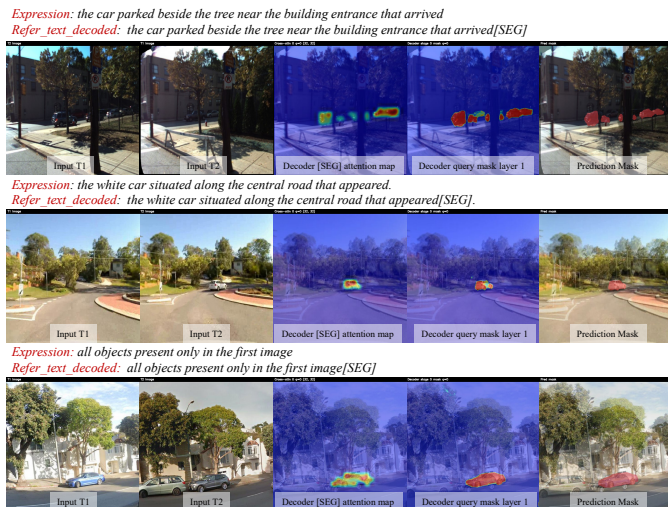 Expression: the car parked beside the tree near the building entrance that arrived
Refer_text_decoded: the car parked beside the tree near the building entrance that arrived[SEG]
Input T1
Input T2
Decoder [SEG] attention map
Decoder query mask layer 1
Prediction Mask
Expression: the white car situated along the central road that appeared.
Refer_text_decoded: the white car situated along the central road that appeared[SEG].
Input T1
Input T2
Decoder [SEG] attention map
Decoder query mask layer 1
Prediction Mask
Expression: all objects present only in the first image
Refer_text_decoded: all objects present only in the first image[SEG]
Input T1
Input T2
Decoder [SEG] attention map
Decoder query mask layer 1
Prediction Mask